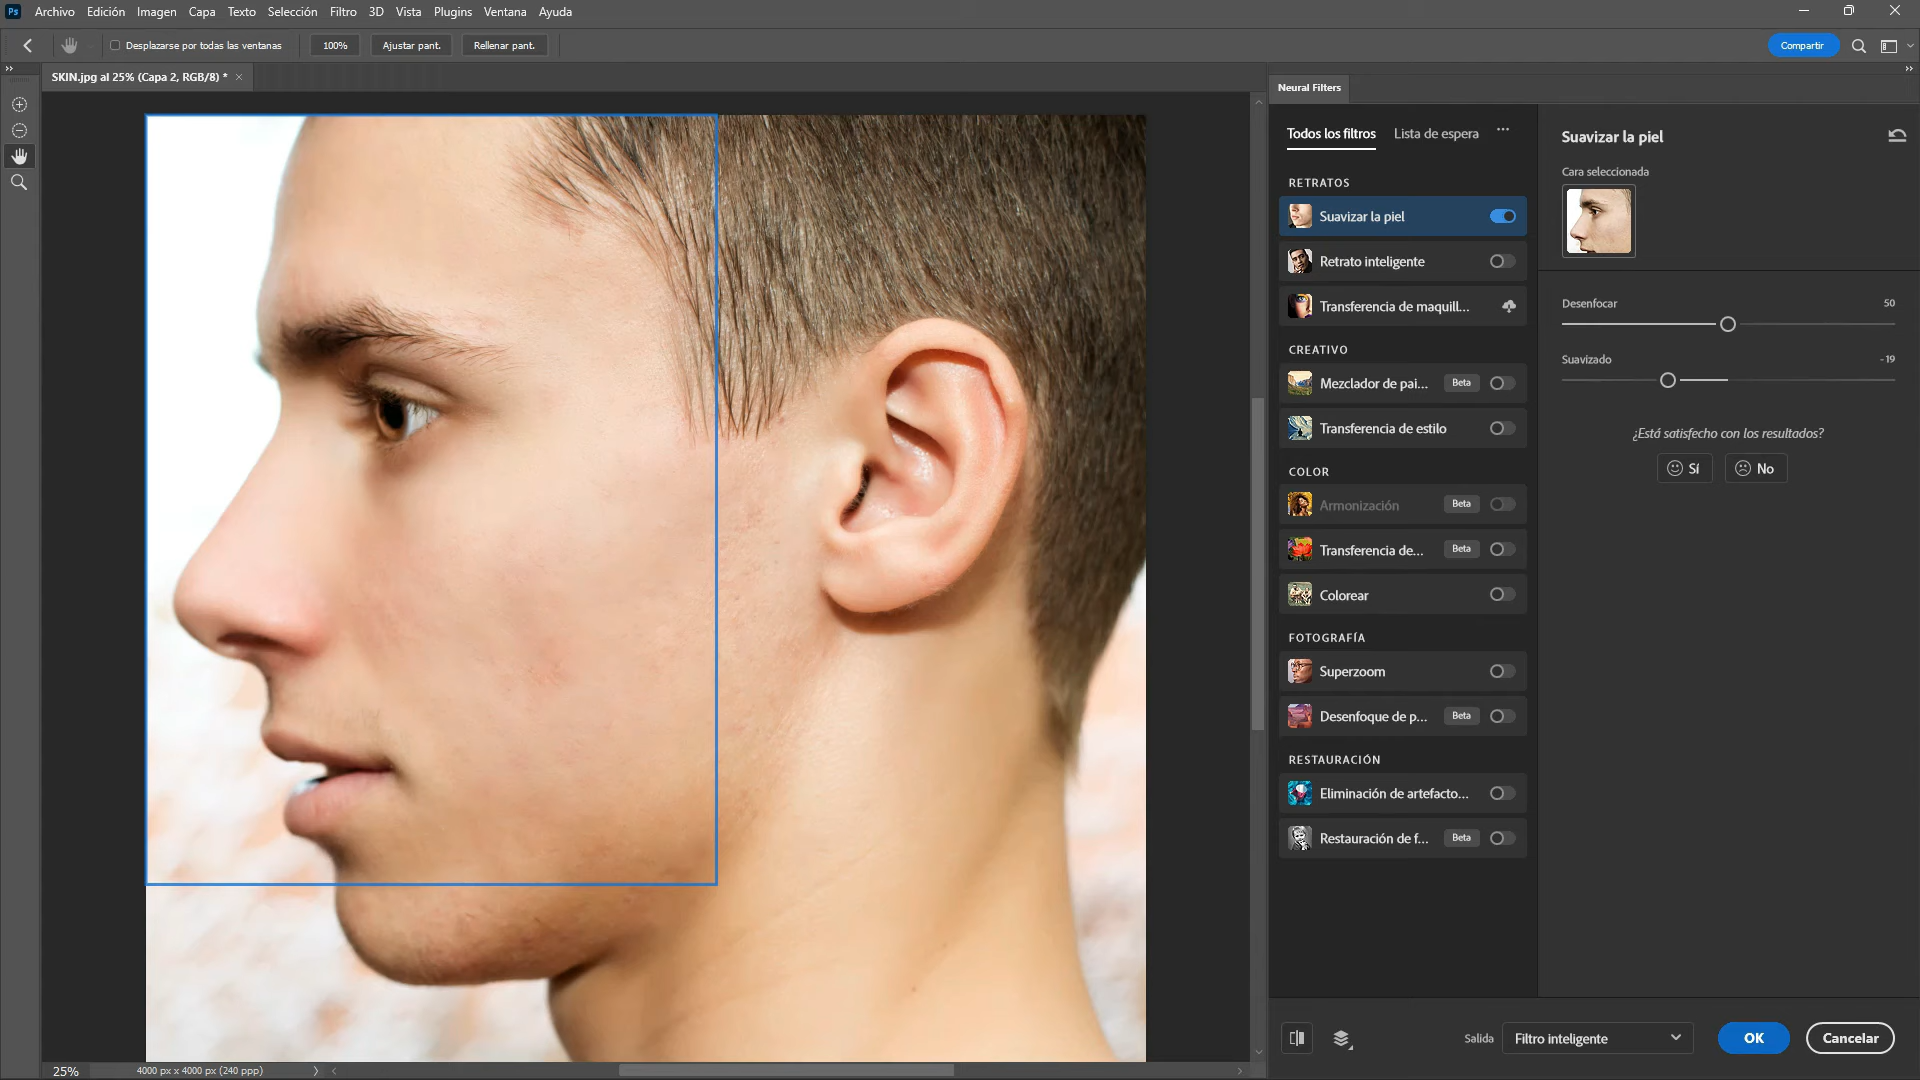 Ps Archivo Edición Imagen Capa Texto Selección Filtro 3D Vista Plugins Ventana Ayuda
Desplazarse por todas las ventanas 100% Ajustar pant. Rellenar pant. Compartir
SKIN.jpg al 25% (Capa 2, RGB/8) * ×
Neural Filters
Todos los filtros Lista de espera ...
Suavizar la piel
Cara seleccionada
RETRATOS
Suavizar la piel
Retrato inteligente
Transferencia de maquill...
CREATIVO
Mezclador de pai... Beta
Transferencia de estilo
COLOR
Armonización Beta
Transferencia de... Beta
Colorear
FOTOGRAFÍA
Superzoom
Desenfoque de p... Beta
RESTAURACIÓN
Eliminación de artefacto...
Restauración de f... Beta
Desenfocar 50
Suavizado -19
¿Está satisfecho con los resultados?
Sí No
Salida Filtro inteligente OK Cancelar
25% 4000 px x 4000 px (240 ppp)